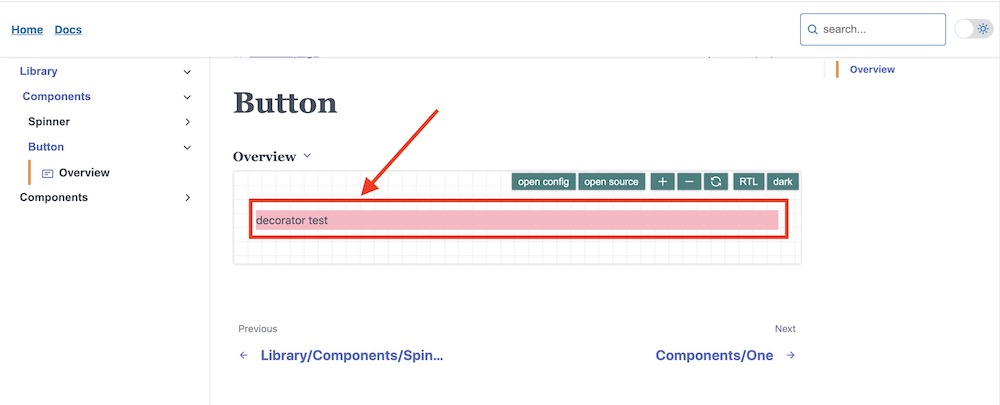 Home Docs search...
Library
Components
Spinner
Button
Overview
Components
Overview
Button
Overview
open config open source + − RTL dark
decorator test
Previous
Library/Components/Spin...
Next
Components/One